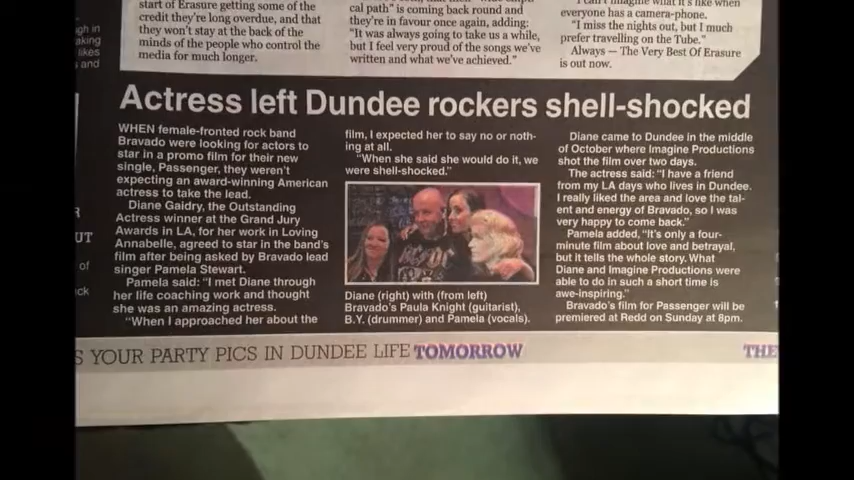 start of Erasure getting some of the
credit they're long overdue, and that
they won't stay at the back of the
minds of the people who control the
media for much longer.
cal path" is coming back round and
they're in favour once again, adding:
"It was always going to take us a while,
but I feel very proud of the songs we've
written and what we've achieved."
I can't imagine what it's like when
everyone has a camera-phone.
"I miss the nights out, but I much
prefer travelling on the Tube."
Always — The Very Best Of Erasure
is out now.
likes
and
Actress left Dundee rockers shell-shocked
WHEN female-fronted rock band
Bravado were looking for actors to
star in a promo film for their new
single, Passenger, they weren't
expecting an award-winning American
actress to take the lead.
Diane Gaidry, the Outstanding
Actress winner at the Grand Jury
Awards in LA, for her work in Loving
Annabelle, agreed to star in the band's
film after being asked by Bravado lead
singer Pamela Stewart.
Pamela said: "I met Diane through
her life coaching work and thought
she was an amazing actress.
"When I approached her about the
film, I expected her to say no or noth-
ing at all.
"When she said she would do it, we
were shell-shocked."
Diane (right) with (from left)
Bravado's Paula Knight (guitarist),
B.Y. (drummer) and Pamela (vocals).
Diane came to Dundee in the middle
of October where Imagine Productions
shot the film over two days.
The actress said: "I have a friend
from my LA days who lives in Dundee.
I really liked the area and love the tal-
ent and energy of Bravado, so I was
very happy to come back."
Pamela added, "It's only a four-
minute film about love and betrayal,
but it tells the whole story. What
Diane and Imagine Productions were
able to do in such a short time is
awe-inspiring."
Bravado's film for Passenger will be
premiered at Redd on Sunday at 8pm.
UT
of
S YOUR PARTY PICS IN DUNDEE LIFE TOMORROW
THE